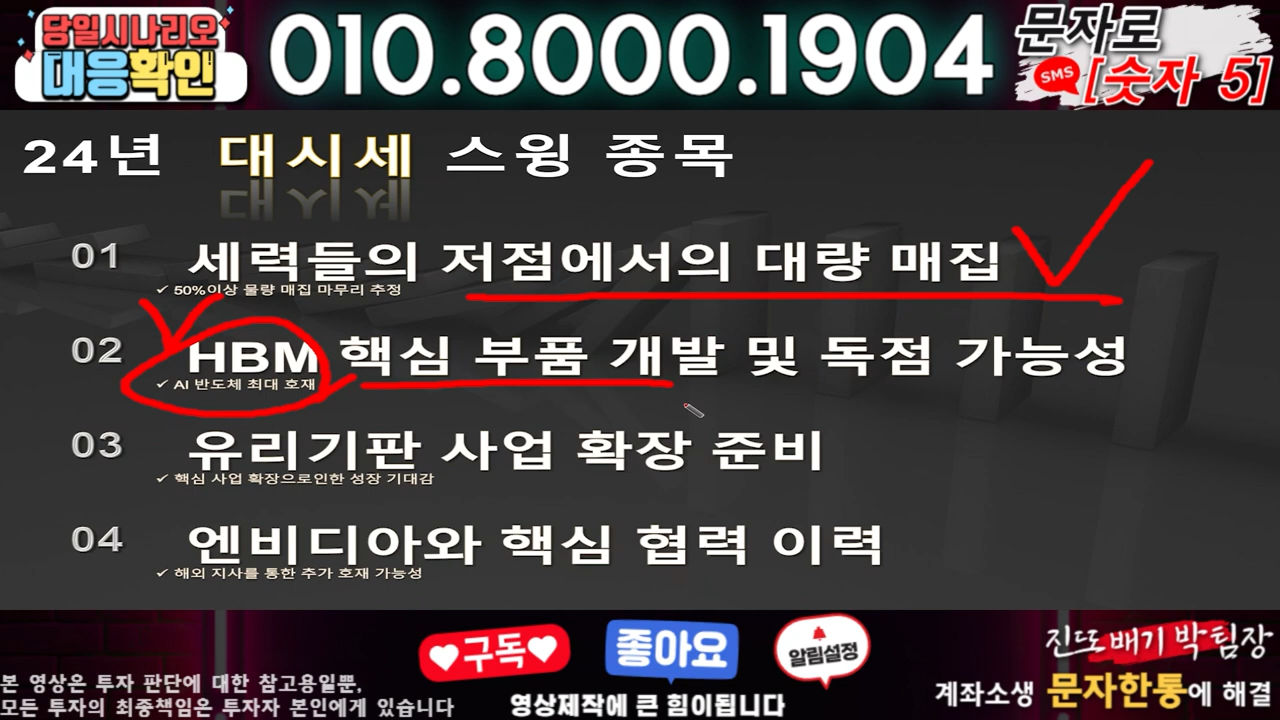 당일시나리오
대응확인
010.8000.1904
문자로
SMS [숫자 5]
24년 대시세 스윙 종목
01 세력들의 저점에서의 대량 매집
✓ 50%이상 물량 매집 마무리 추정
02 HBM 핵심 부품 개발 및 독점 가능성
✓ AI 반도체 최대 호재
03 유리기판 사업 확장 준비
✓ 핵심 사업 확장으로인한 성장 기대감
04 엔비디아와 핵심 협력 이력
✓ 해외 지사를 통한 추가 호재 가능성
본 영상은 투자 판단에 대한 참고용일뿐,
모든 투자의 최종책임은 투자자 본인에게 있습니다
구독
좋아요
알림설정
영상제작에 큰 힘이됩니다
진또배기 박팀장
계좌소생 문자한통에 해결